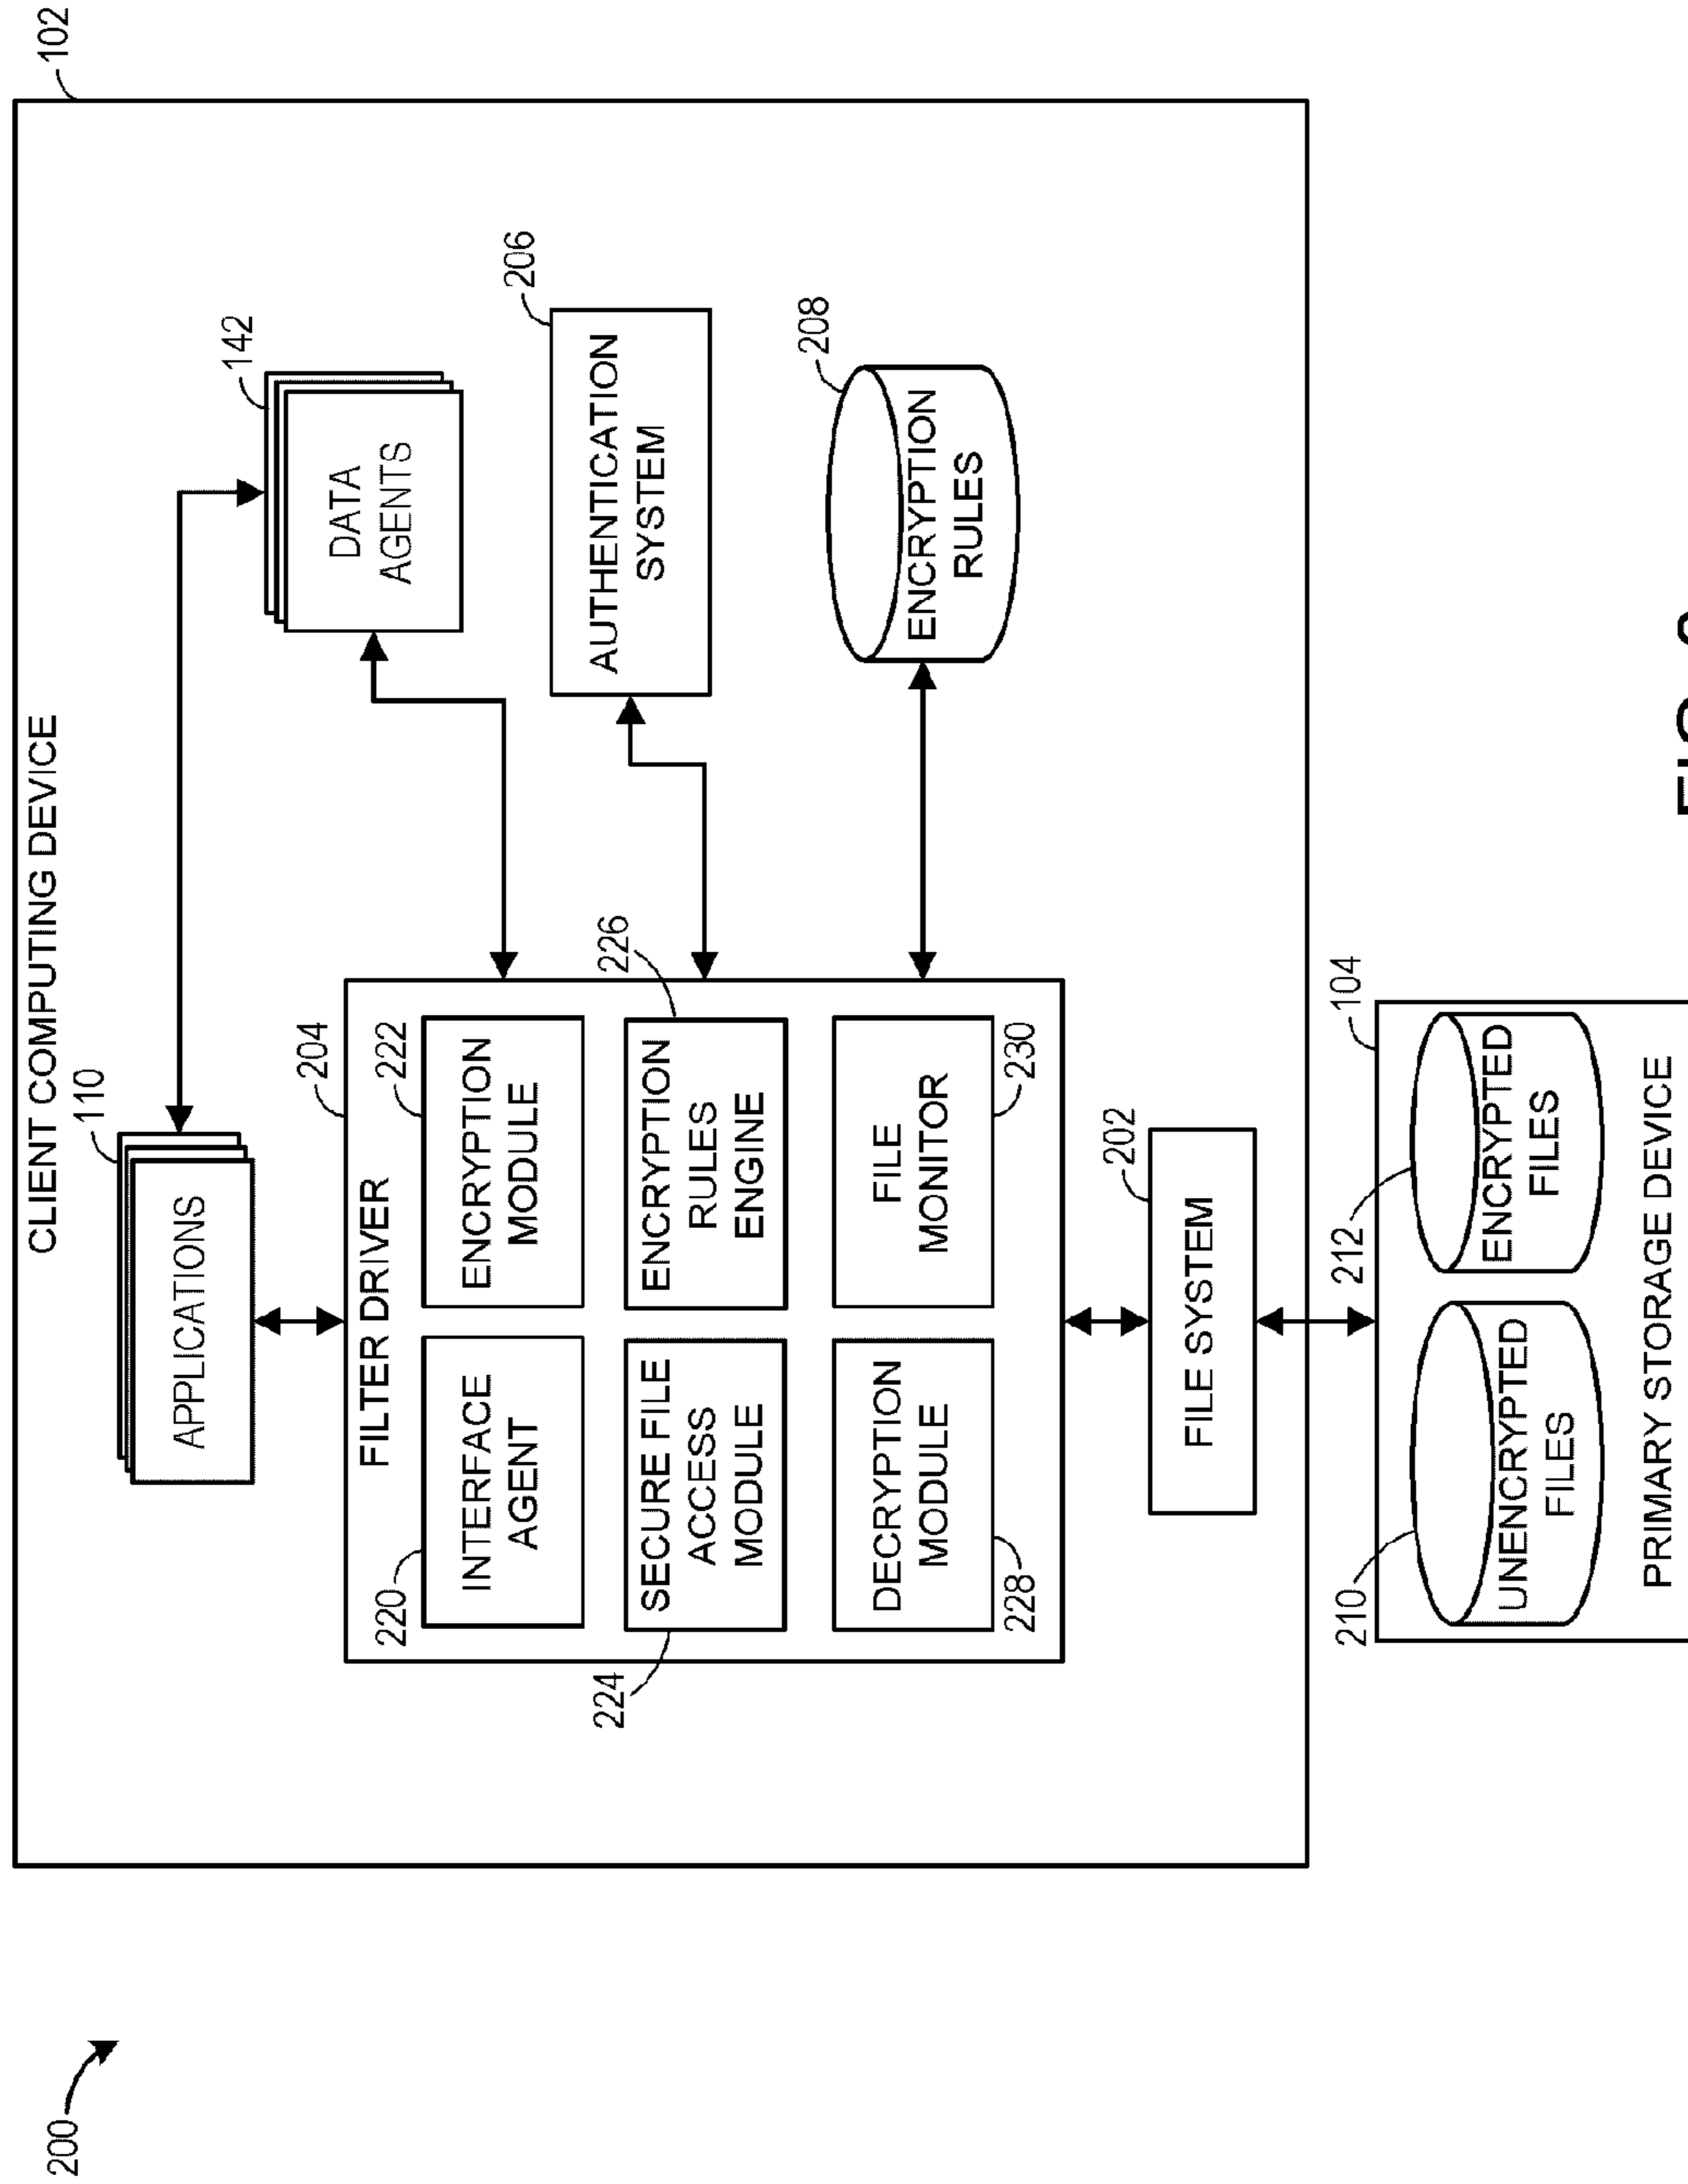 200
CLIENT COMPUTING DEVICE
102
110
APPLICATIONS
142
DATA
AGENTS
204
FILTER DRIVER
220
INTERFACE
AGENT
222
ENCRYPTION
MODULE
206
AUTHENTICATION
SYSTEM
224
SECURE FILE
ACCESS
MODULE
226
ENCRYPTION
RULES
ENGINE
208
ENCRYPTION
RULES
228
DECRYPTION
MODULE
230
FILE
MONITOR
202
FILE SYSTEM
104
210
UNENCRYPTED
FILES
212
ENCRYPTED
FILES
PRIMARY STORAGE DEVICE
FIG.